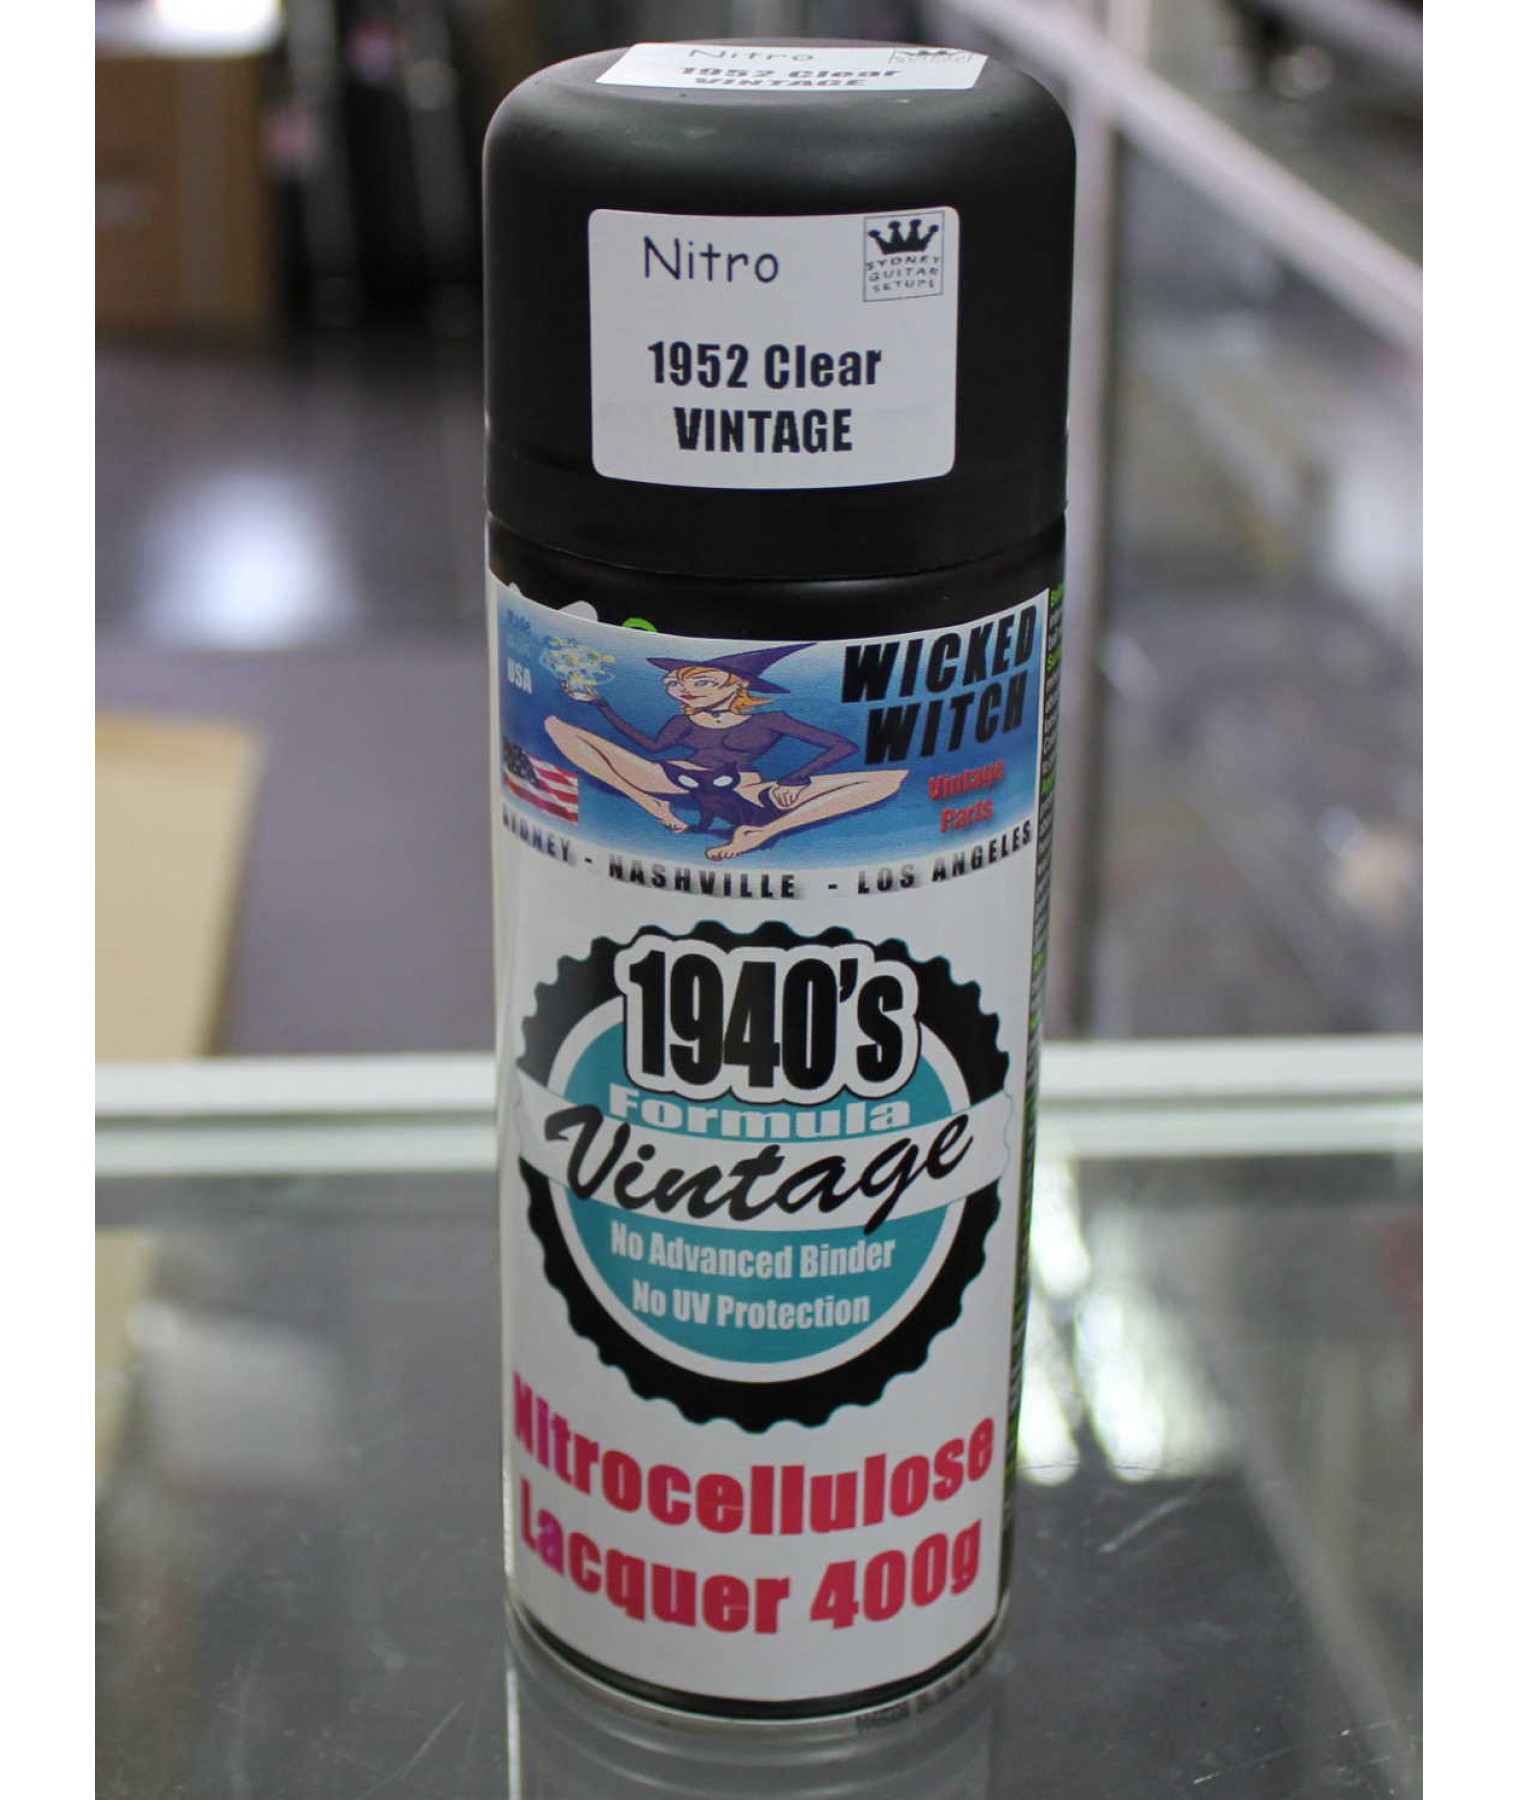 Nitro
1952 Clear
VINTAGE
Nitro
SYDNEY
GUITAR
SETUPS
1952 Clear
VINTAGE
Made
USA
WICKED
WITCH
Vintage
Parts
SYDNEY - NASHVILLE - LOS ANGELES
1940's
Formula
Vintage
No Advanced Binder
No UV Protection
Nitrocellulose
Lacquer 400g